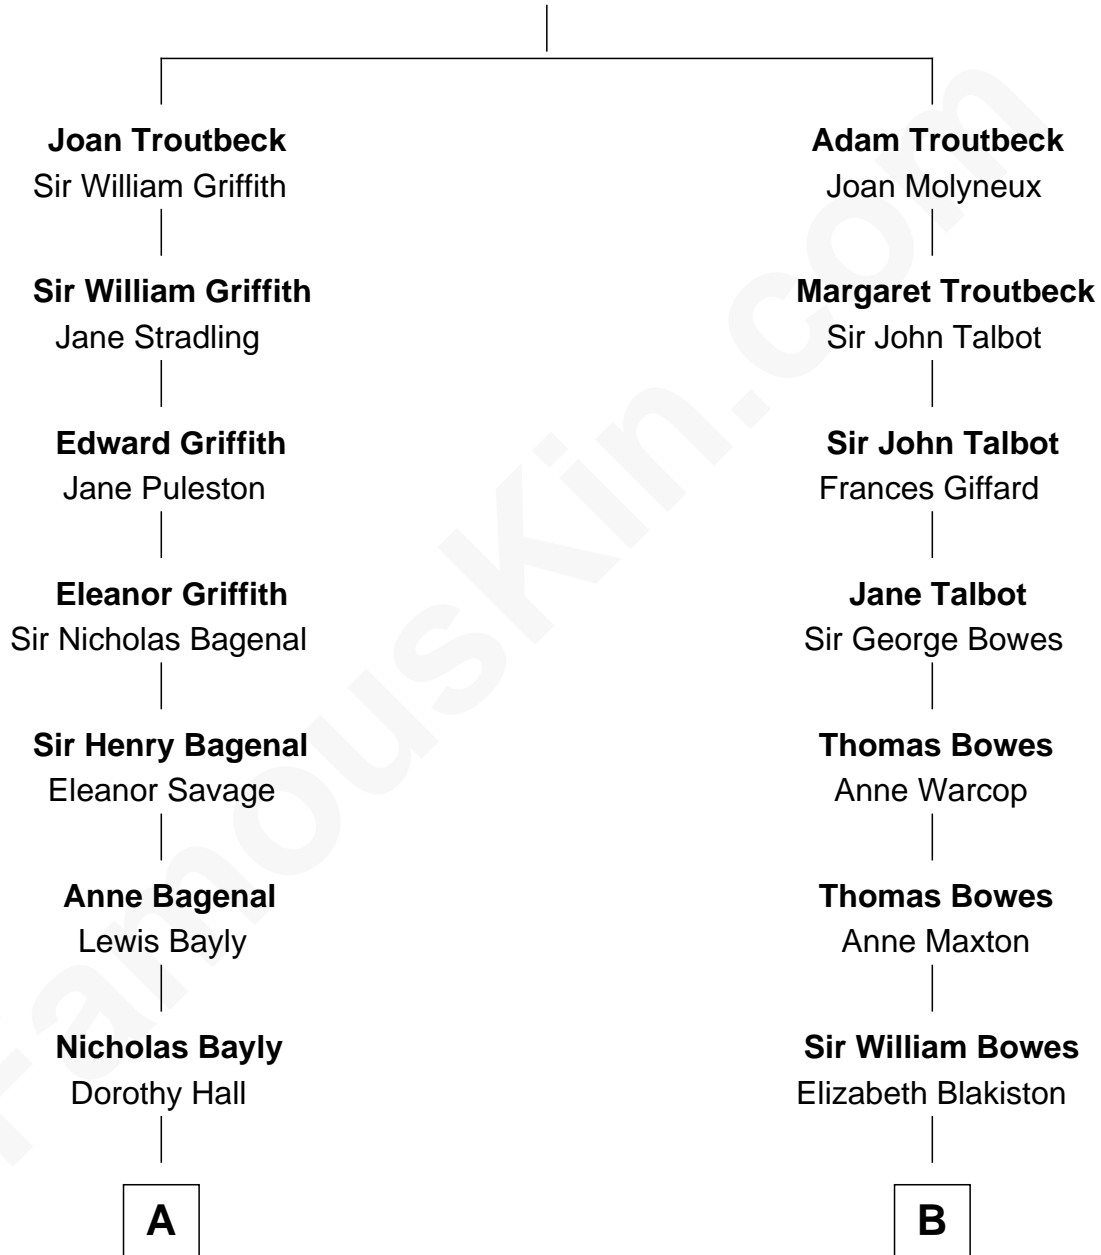 Joan Troutbeck
Sir William Griffith
Sir William Griffith
Jane Stradling
Edward Griffith
Jane Puleston
Eleanor Griffith
Sir Nicholas Bagenal
Sir Henry Bagenal
Eleanor Savage
Anne Bagenal
Lewis Bayly
Nicholas Bayly
Dorothy Hall
A
Adam Troutbeck
Joan Molyneux
Margaret Troutbeck
Sir John Talbot
Sir John Talbot
Frances Giffard
Jane Talbot
Sir George Bowes
Thomas Bowes
Anne Warcop
Thomas Bowes
Anne Maxton
Sir William Bowes
Elizabeth Blakiston
B
FamousKin.com